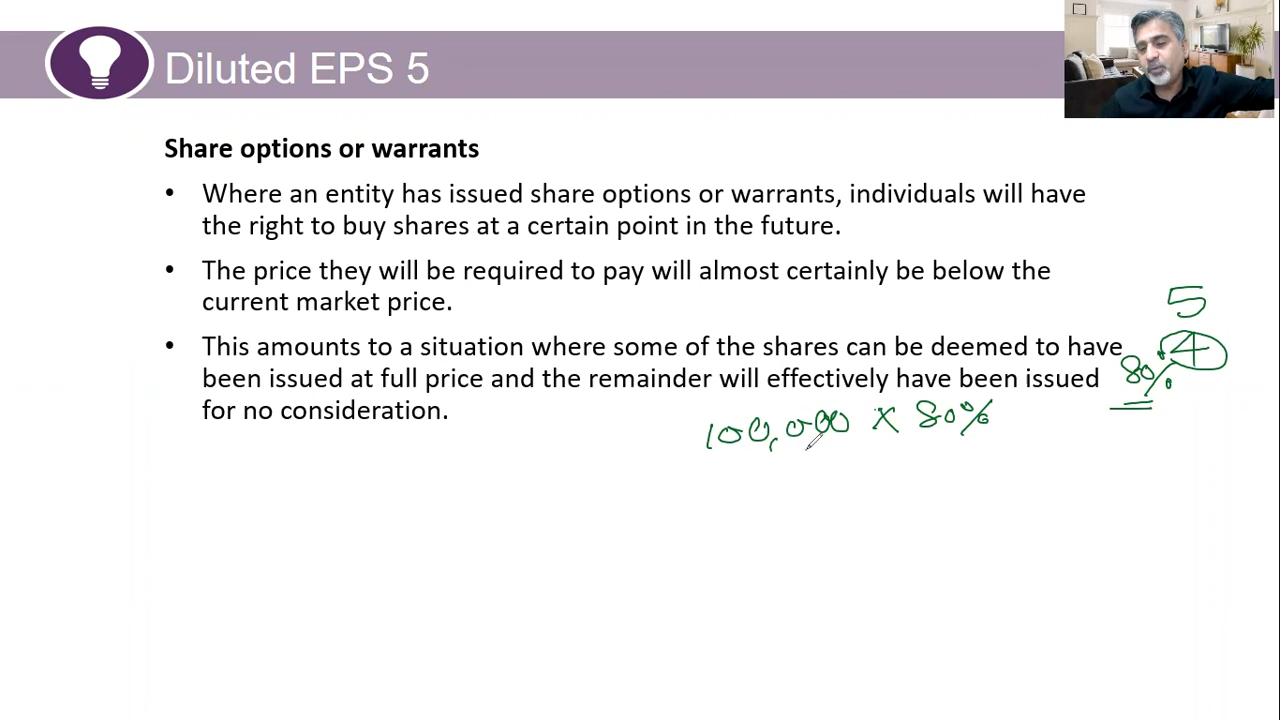 Diluted EPS 5
Share options or warrants
• Where an entity has issued share options or warrants, individuals will have
the right to buy shares at a certain point in the future.
• The price they will be required to pay will almost certainly be below the
current market price.
• This amounts to a situation where some of the shares can be deemed to have
been issued at full price and the remainder will effectively have been issued
for no consideration.
5
4
80%
100,000 x 80%